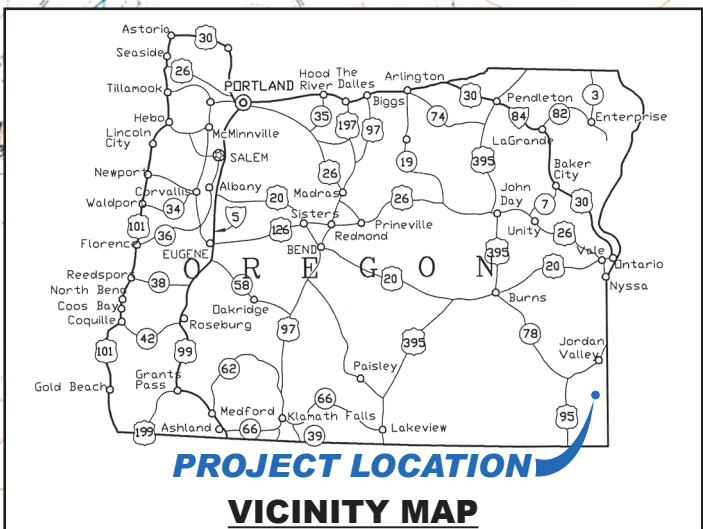 Astoria
30
Seaside
26
Tillamook
PORTLAND
Hood River
The Dalles
Arlington
Biggs
30
Pendleton
3
84
82
Enterprise
35
197
97
74
Hebo
Lincoln City
McMinnville
SALEM
LaGrande
19
395
Baker City
Newport
Corvallis
Albany
26
Madras
20
26
John Day
7
30
Waldport
34
5
Sisters
126
Prineville
Redmond
Unity
26
101
36
Florence
EUGENE
BEND
395
20
Vale
Ontario
Nyssa
OREGON
Reedsport
North Bend
Coos Bay
Coquille
38
58
20
Burns
Oakridge
Roseburg
42
97
395
78
Jordan Valley
101
99
62
Paisley
Gold Beach
Grants Pass
66
95
Medford
Klamath Falls
199
Ashland
66
39
Lakeview
PROJECT LOCATION
VICINITY MAP